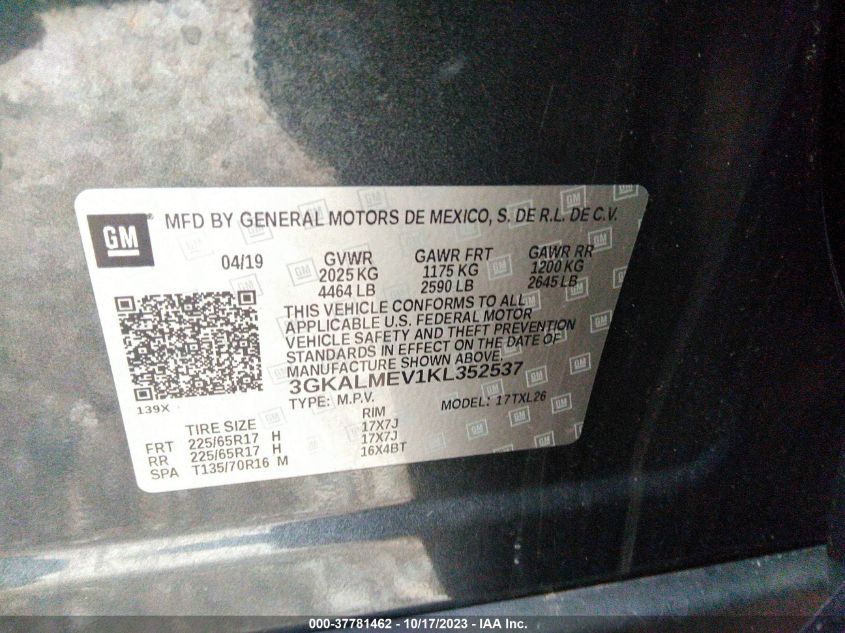 GM
MFD BY GENERAL MOTORS DE MEXICO, S. DE R.L. DE C.V.
04/19 GVWR GAWR FRT GAWR RR
2025 KG 1175 KG 1200 KG
4464 LB 2590 LB 2645 LB
THIS VEHICLE CONFORMS TO ALL
APPLICABLE U.S. FEDERAL MOTOR
VEHICLE SAFETY AND THEFT PREVENTION
STANDARDS IN EFFECT ON THE DATE OF
MANUFACTURE SHOWN ABOVE.
3GKALMEV1KL352537
TYPE: M.P.V. MODEL: 17TXL26
139X
TIRE SIZE RIM
FRT 225/65R17 H 17X7J
RR 225/65R17 H 17X7J
SPA T135/70R16 M 16X4BT
000-37781462 - 10/17/2023 - IAA Inc.